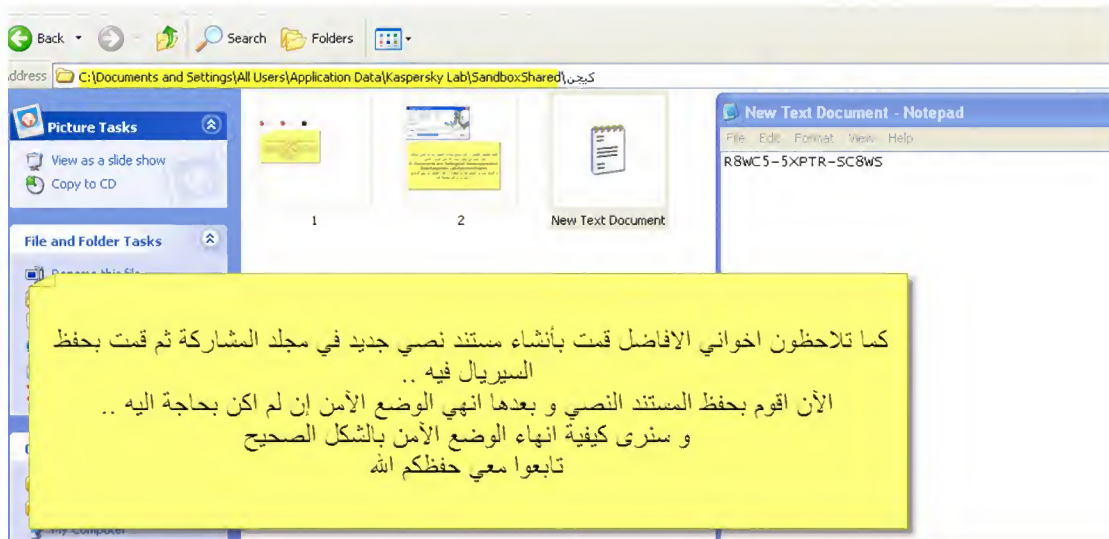 Back
Search
Folders
ddress C:\Documents and Settings\All Users\Application Data\Kaspersky Lab\SandboxShared\كيجن
Picture Tasks
View as a slide show
Copy to CD
File and Folder Tasks
1
2
New Text Document
New Text Document - Notepad
File Edit Format View Help
R8WC5-5XPTR-SC8WS
كما تلاحظون اخواني الافاضل قمت بأنشاء مستند نصي جديد في مجلد المشاركة ثم قمت بحفظ
السيريال فيه ..
الآن اقوم بحفظ المستند النصي و بعدها انهي الوضع الآمن إن لم اكن بحاجة اليه ..
و سنرى كيفية انهاء الوضع الآمن بالشكل الصحيح
تابعوا معي حفظكم الله
My Computer